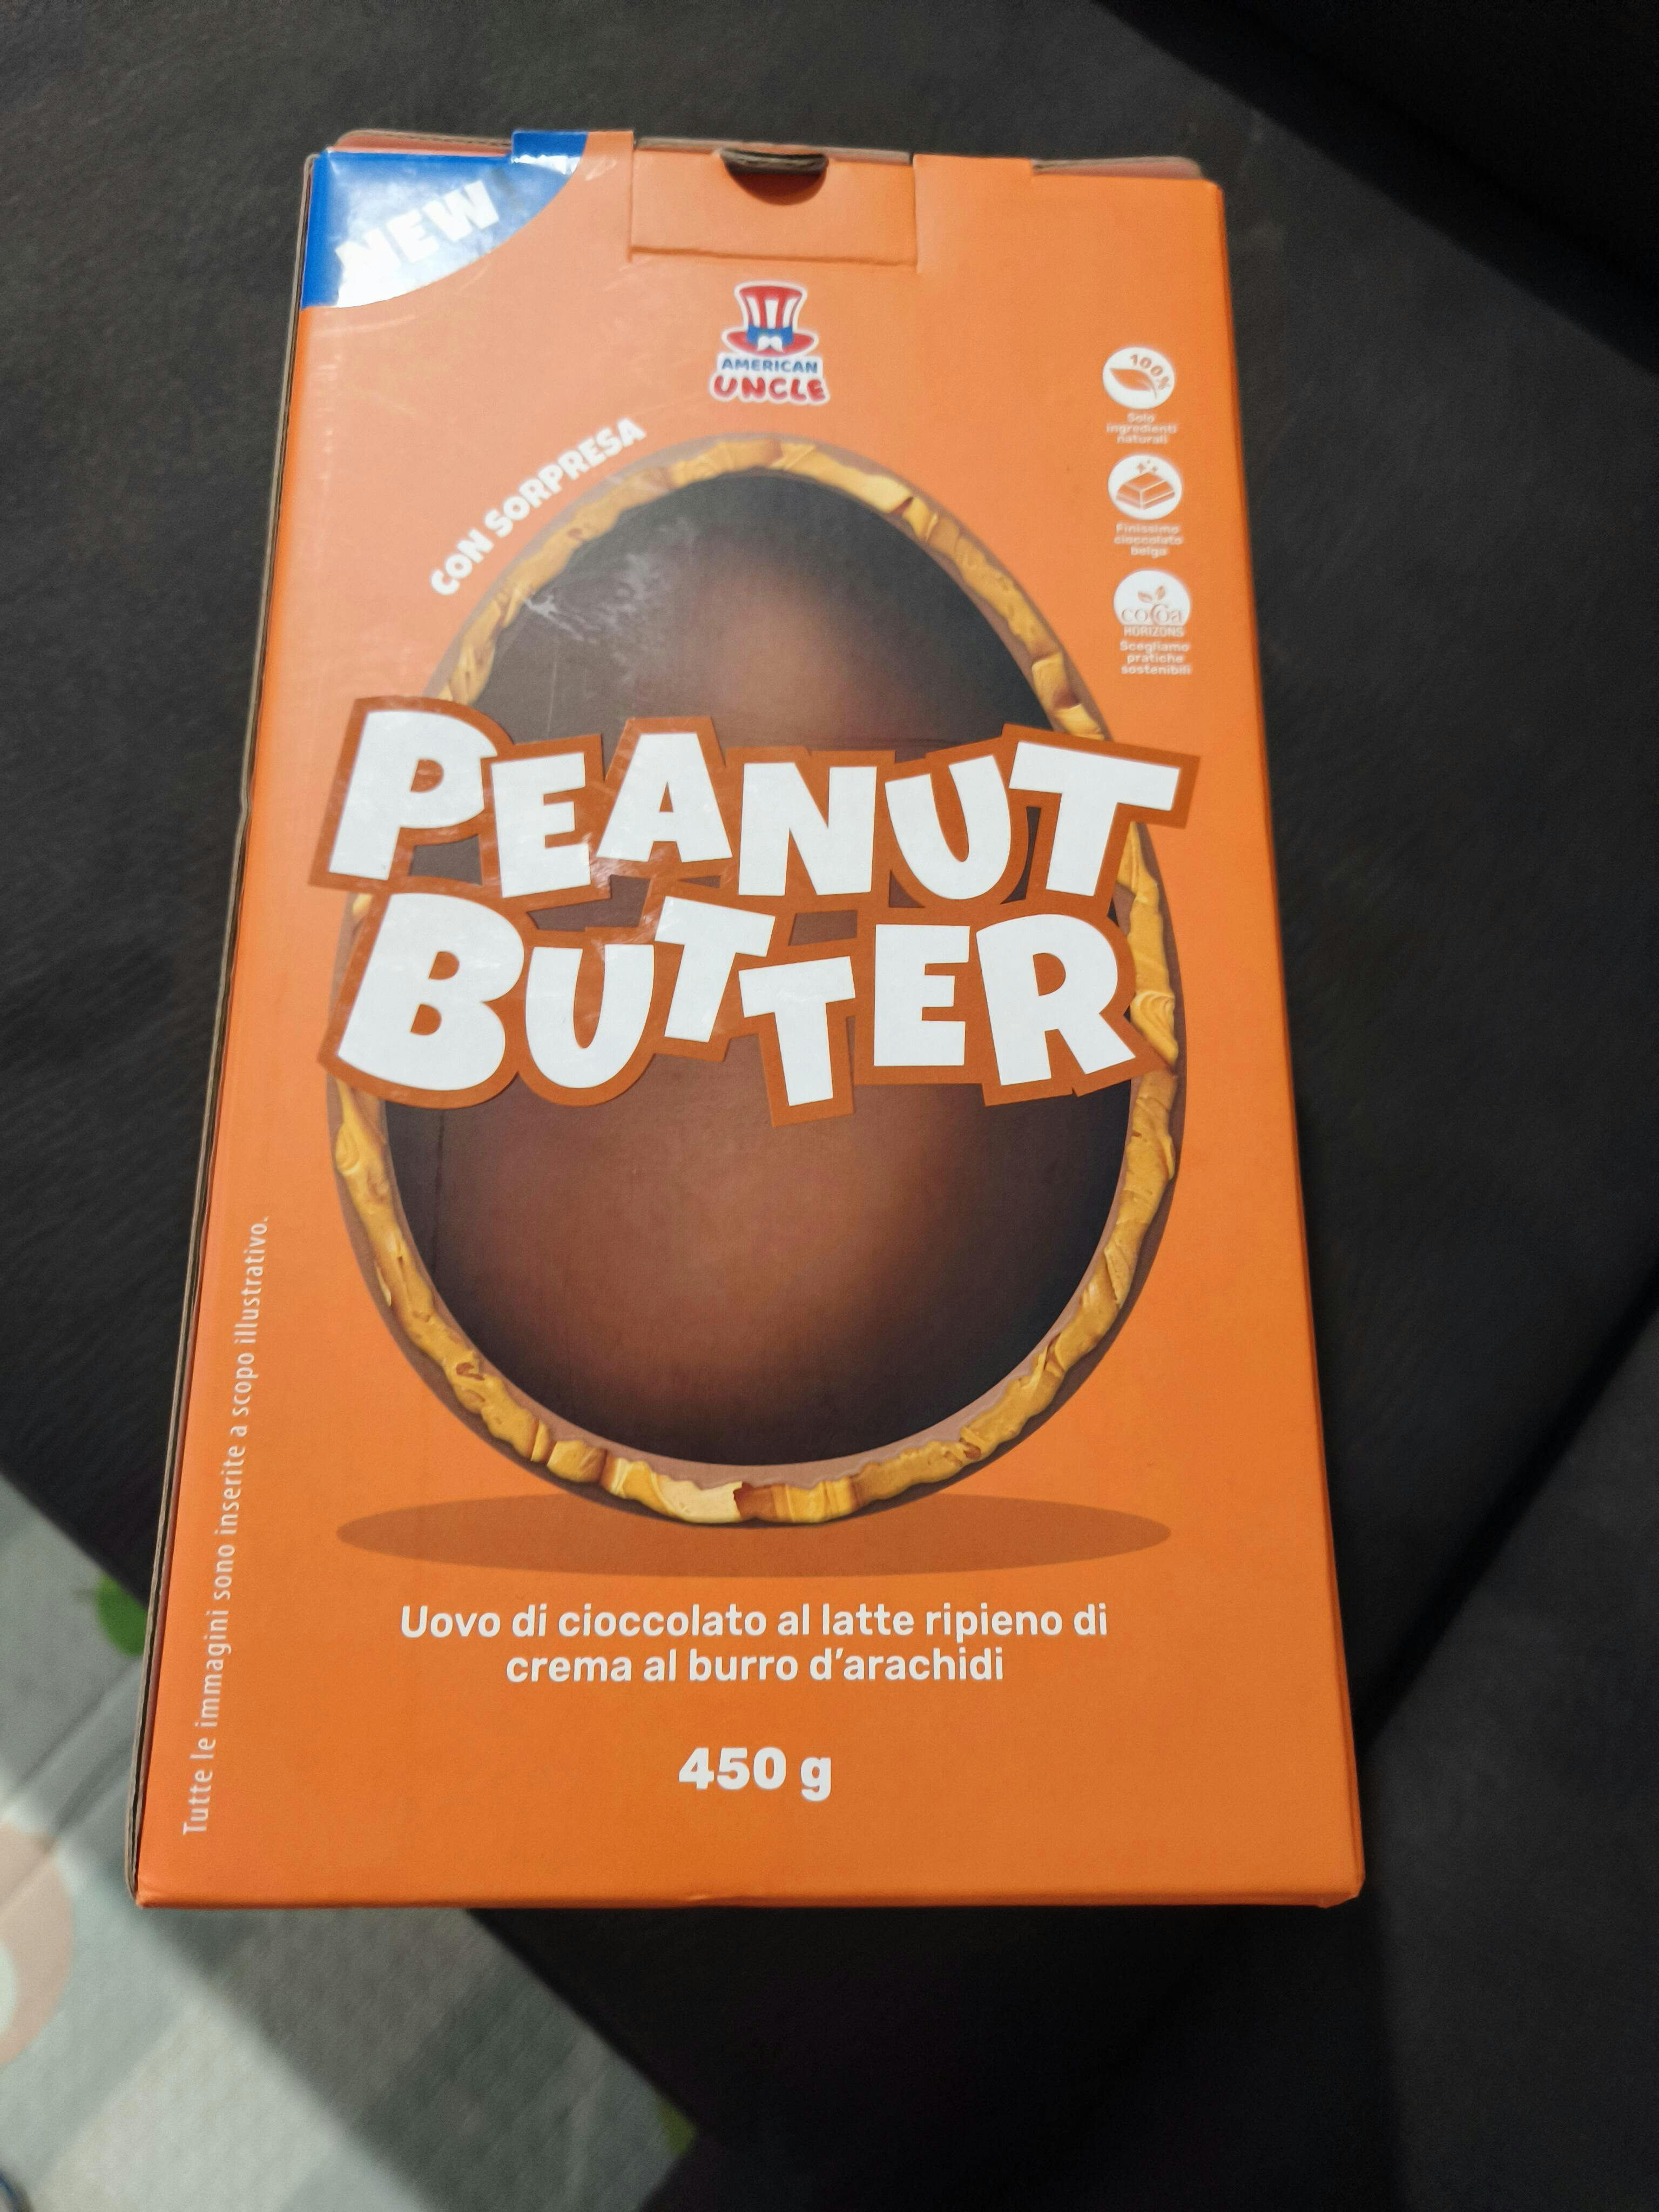 NEW
AMERICAN
UNCLE
CON SORPRESA
100%
Solo
ingredienti
naturali
Finissimo
cioccolato
belga
cocoa
HORIZONS
Scegliamo
pratiche
sostenibili
PEANUT
BUTTER
Tutte le immagini sono inserite a scopo illustrativo.
Uovo di cioccolato al latte ripieno di
crema al burro d'arachidi
450 g